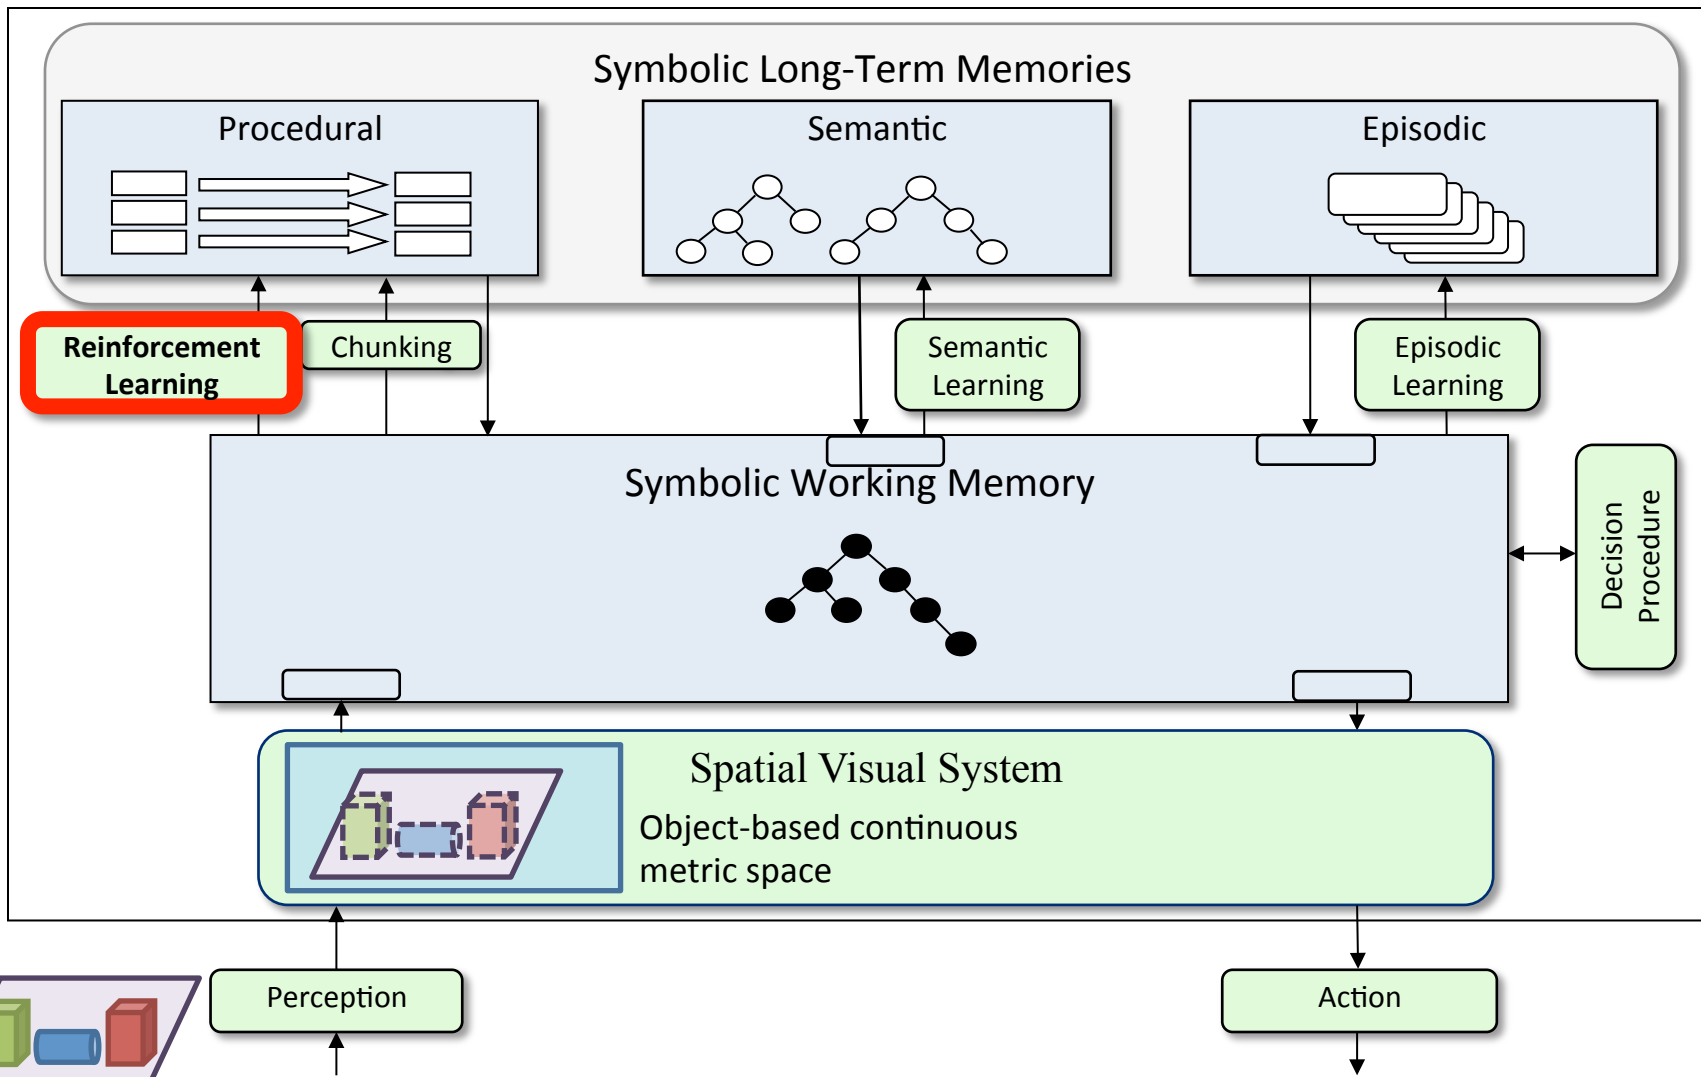 Symbolic Long-Term Memories
Procedural
Semantic
Episodic
Reinforcement
Learning
Chunking
Semantic
Learning
Episodic
Learning
Symbolic Working Memory
Decision
Procedure
Spatial Visual System
Object-based continuous
metric space
Perception
Action